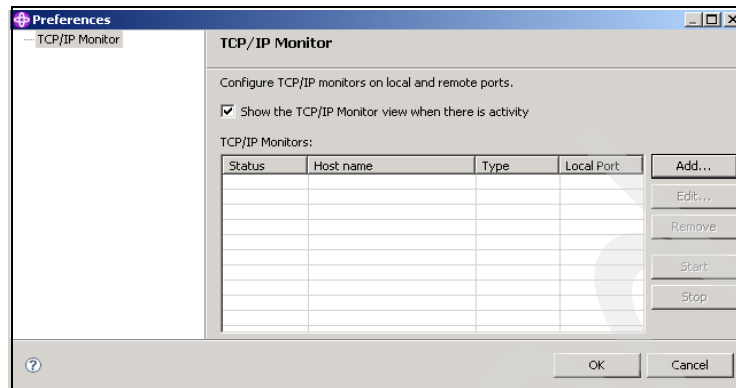 Preferences
TCP/IP Monitor
TCP/IP Monitor
Configure TCP/IP monitors on local and remote ports.
Show the TCP/IP Monitor view when there is activity
TCP/IP Monitors:
Status Host name Type Local Port
Add...
Edit...
Remove
Start
Stop
OK Cancel